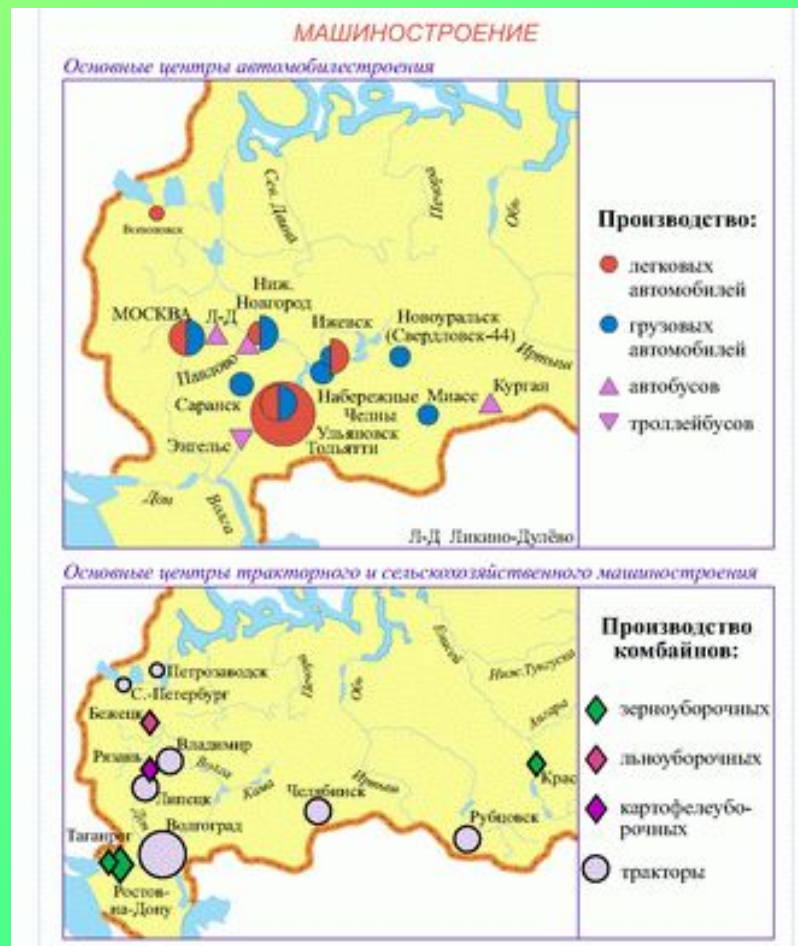 МАШИНОСТРОЕНИЕ
Основные центры автомобилестроения
Сев. Двина
Печора
Обь
МОСКВА
Л-Д
Ниж.
Новгород
Павлово
Ижевск
Новоуральск
(Свердловск-44)
Иртыш
Саранск
Набережные
Челны
Миасс
Курган
Ульяновск
Тольятти
Энгельс
Дон
Волга
Л-Д Ликино-Дулёво
Производство:
легковых
автомобилей
грузовых
автомобилей
автобусов
троллейбусов
Основные центры тракторного и сельскохозяйственного машиностроения
Петрозаводск
С.-Петербург
Бежецк
Рязань
Владимир
Липецк
Волга
Кама
Печора
Обь
Енисей
Ниж. Тунгуска
Ангара
Челябинск
Иртыш
Рубцовск
Крас
Дон
Волгоград
Таганрог
Ростов-
на-Дону
Производство
комбайнов:
зерноуборочных
льноуборочных
картофелеубо-
рочных
тракторы